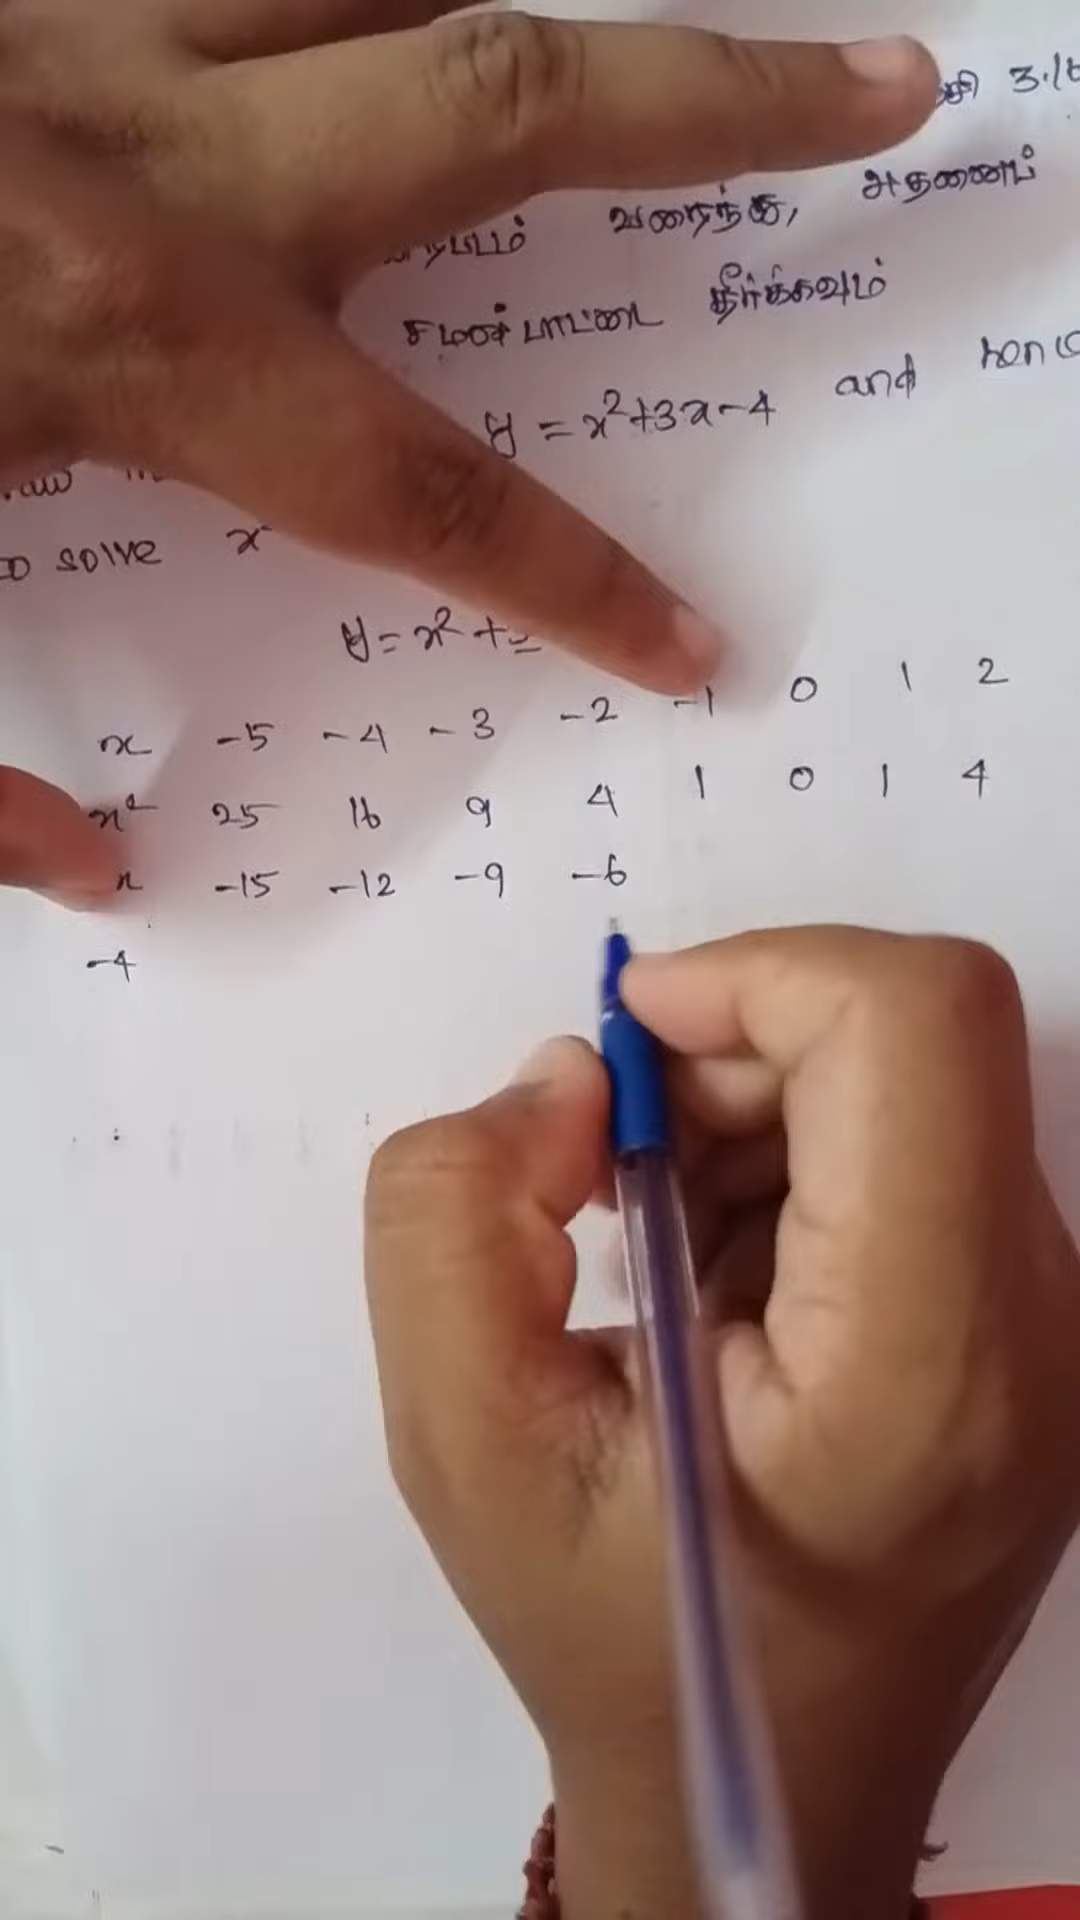 3.16
வரைந்து, அதனைப்
சமன்பாட்டை தீர்க்கவும்
y = x²+3x-4 and
to solve x
y = x² +
x -5 -4 -3 -2 -1 0 1 2
x² 25 16 9 4 1 0 1 4
x -15 -12 -9 -6
-4